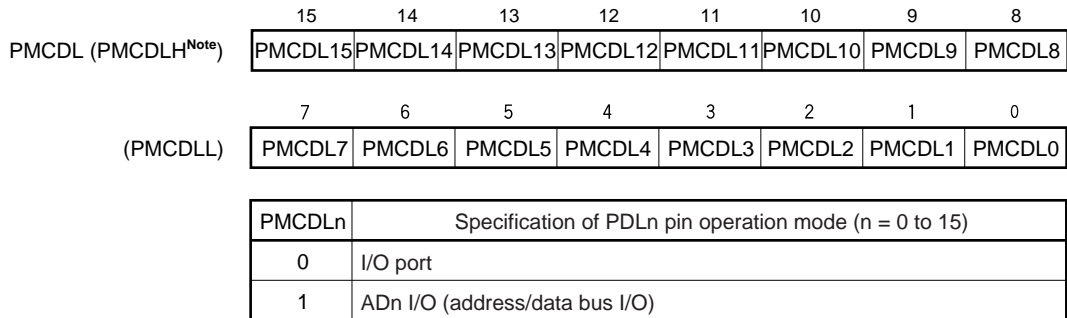 15 14 13 12 11 10 9 8
PMCDL (PMCDLH^Note) PMCDL15 PMCDL14 PMCDL13 PMCDL12 PMCDL11 PMCDL10 PMCDL9 PMCDL8
7 6 5 4 3 2 1 0
(PMCDLL) PMCDL7 PMCDL6 PMCDL5 PMCDL4 PMCDL3 PMCDL2 PMCDL1 PMCDL0
PMCDLn Specification of PDLn pin operation mode (n = 0 to 15)
0 I/O port
1 ADn I/O (address/data bus I/O)